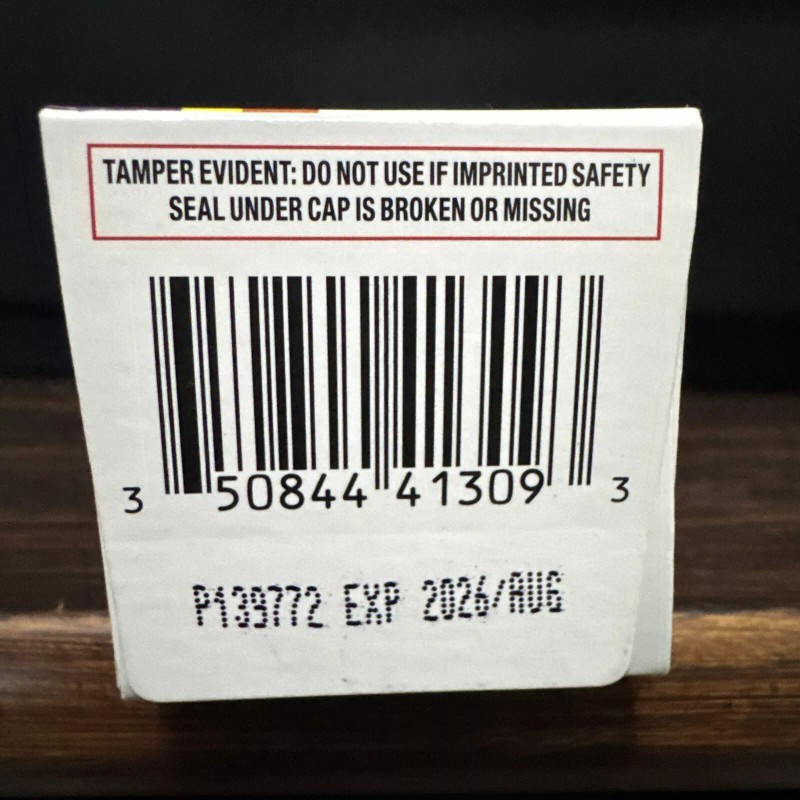 TAMPER EVIDENT: DO NOT USE IF IMPRINTED SAFETY
SEAL UNDER CAP IS BROKEN OR MISSING
3 50844 41309 3
P139772 EXP 2026/AUG